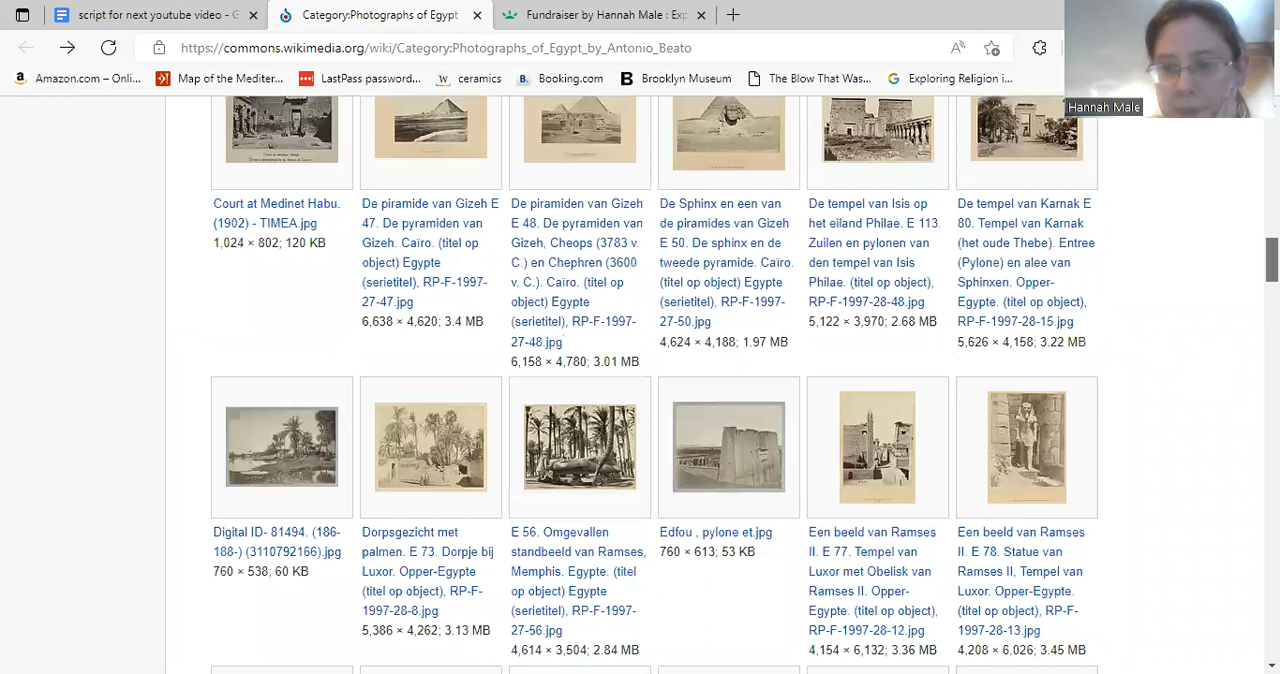 script for next youtube video - G
Category:Photographs of Egypt
Fundraiser by Hannah Male : Exp
https://commons.wikimedia.org/wiki/Category:Photographs_of_Egypt_by_Antonio_Beato
Amazon.com – Onli...
Map of the Mediter...
LastPass password...
ceramics
Booking.com
Brooklyn Museum
The Blow That Was...
Exploring Religion i...
Hannah Male
Court at Medinet Habu.
(1902) - TIMEA.jpg
1,024 × 802; 120 KB
De piramide van Gizeh E
47. De pyramiden van
Gizeh. Caïro. (titel op
object) Egypte
(serietitel), RP-F-1997-
27-47.jpg
6,638 × 4,620; 3.4 MB
De piramiden van Gizeh
E 48. De pyramiden van
Gizeh, Cheops (3783 v.
C.) en Chephren (3600
v. C.). Caïro. (titel op
object) Egypte
(serietitel), RP-F-1997-
27-48.jpg
6,158 × 4,780; 3.01 MB
De Sphinx en een van
de piramides van Gizeh
E 50. De sphinx en de
tweede pyramide. Caïro.
(titel op object) Egypte
(serietitel), RP-F-1997-
27-50.jpg
4,624 × 4,188; 1.97 MB
De tempel van Isis op
het eiland Philae. E 113.
Zuilen en pylonen van
den tempel van Isis
Philae. (titel op object),
RP-F-1997-28-48.jpg
5,122 × 3,970; 2.68 MB
De tempel van Karnak E
80. Tempel van Karnak
(het oude Thebe). Entree
(Pylone) en alee van
Sphinxen. Opper-
Egypte. (titel op object),
RP-F-1997-28-15.jpg
5,626 × 4,158; 3.22 MB
Digital ID- 81494. (186-
188-) (3110792166).jpg
760 × 538; 60 KB
Dorpsgezicht met
palmen. E 73. Dorpje bij
Luxor. Opper-Egypte
(titel op object), RP-F-
1997-28-8.jpg
5,386 × 4,262; 3.13 MB
E 56. Omgevallen
standbeeld van Ramses,
Memphis. Egypte. (titel
op object) Egypte
(serietitel), RP-F-1997-
27-56.jpg
4,614 × 3,504; 2.84 MB
Edfou , pylone et.jpg
760 × 613; 53 KB
Een beeld van Ramses
II. E 77. Tempel van
Luxor met Obelisk van
Ramses II. Opper-
Egypte. (titel op object),
RP-F-1997-28-12.jpg
4,154 × 6,132; 3.36 MB
Een beeld van Ramses
II. E 78. Statue van
Ramses II, Tempel van
Luxor. Opper-Egypte.
(titel op object), RP-F-
1997-28-13.jpg
4,208 × 6,026; 3.45 MB